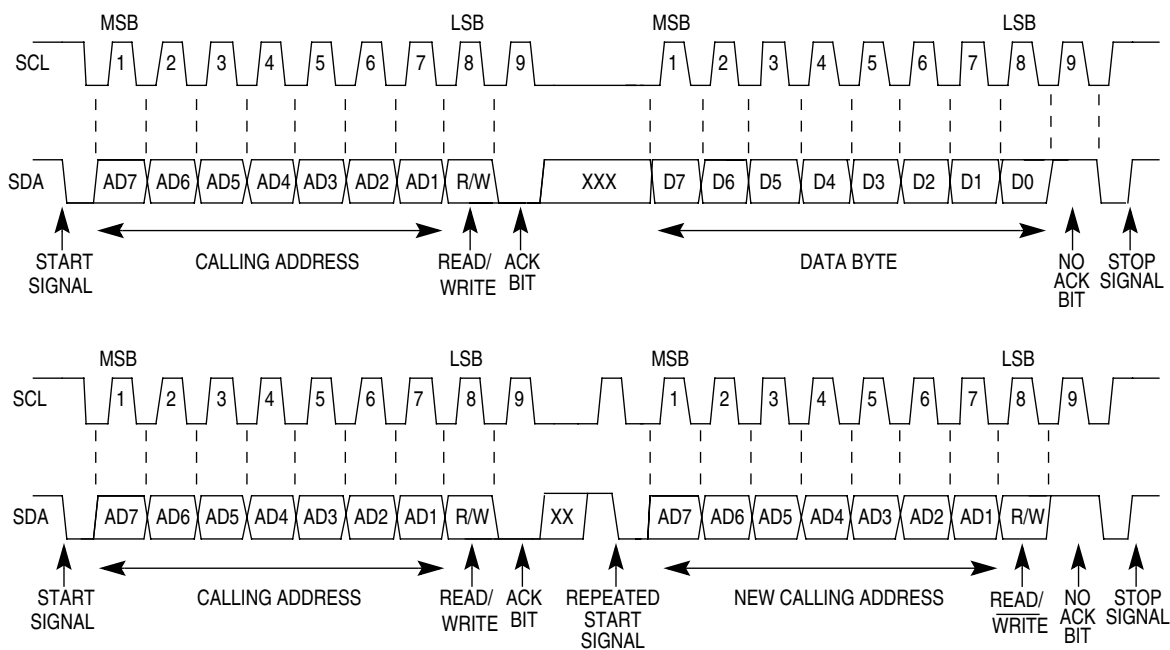 MSB LSB MSB LSB
SCL 1 2 3 4 5 6 7 8 9 1 2 3 4 5 6 7 8 9
SDA AD7 AD6 AD5 AD4 AD3 AD2 AD1 R/W XXX D7 D6 D5 D4 D3 D2 D1 D0
START SIGNAL
CALLING ADDRESS
READ/
WRITE
ACK
BIT
DATA BYTE
NO
ACK
BIT
STOP
SIGNAL
MSB LSB MSB LSB
SCL 1 2 3 4 5 6 7 8 9 1 2 3 4 5 6 7 8 9
SDA AD7 AD6 AD5 AD4 AD3 AD2 AD1 R/W XX AD7 AD6 AD5 AD4 AD3 AD2 AD1 R/W
START
SIGNAL
CALLING ADDRESS
READ/
WRITE
ACK
BIT
REPEATED
START
SIGNAL
NEW CALLING ADDRESS
READ/
WRITE
NO
ACK
BIT
STOP
SIGNAL